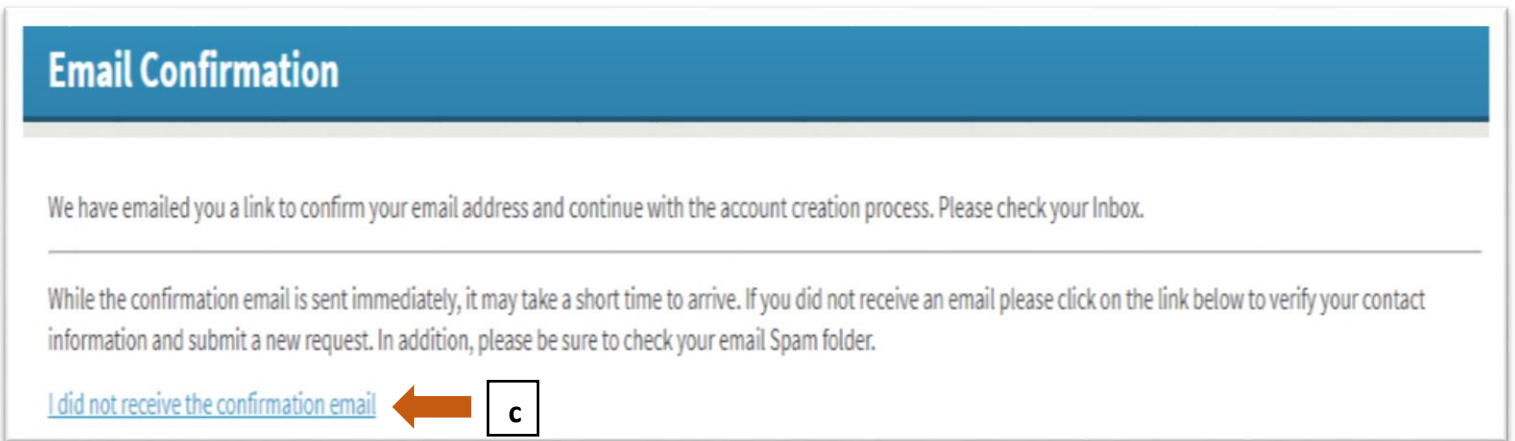 Email Confirmation
We have emailed you a link to confirm your email address and continue with the account creation process. Please check your Inbox.
While the confirmation email is sent immediately, it may take a short time to arrive. If you did not receive an email please click on the link below to verify your contact
information and submit a new request. In addition, please be sure to check your email Spam folder.
I did not receive the confirmation email c